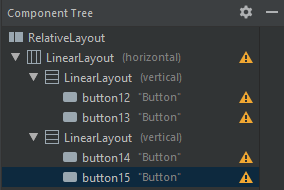 Component Tree
RelativeLayout
LinearLayout (horizontal)
LinearLayout (vertical)
button12 "Button"
button13 "Button"
LinearLayout (vertical)
button14 "Button"
button15 "Button"